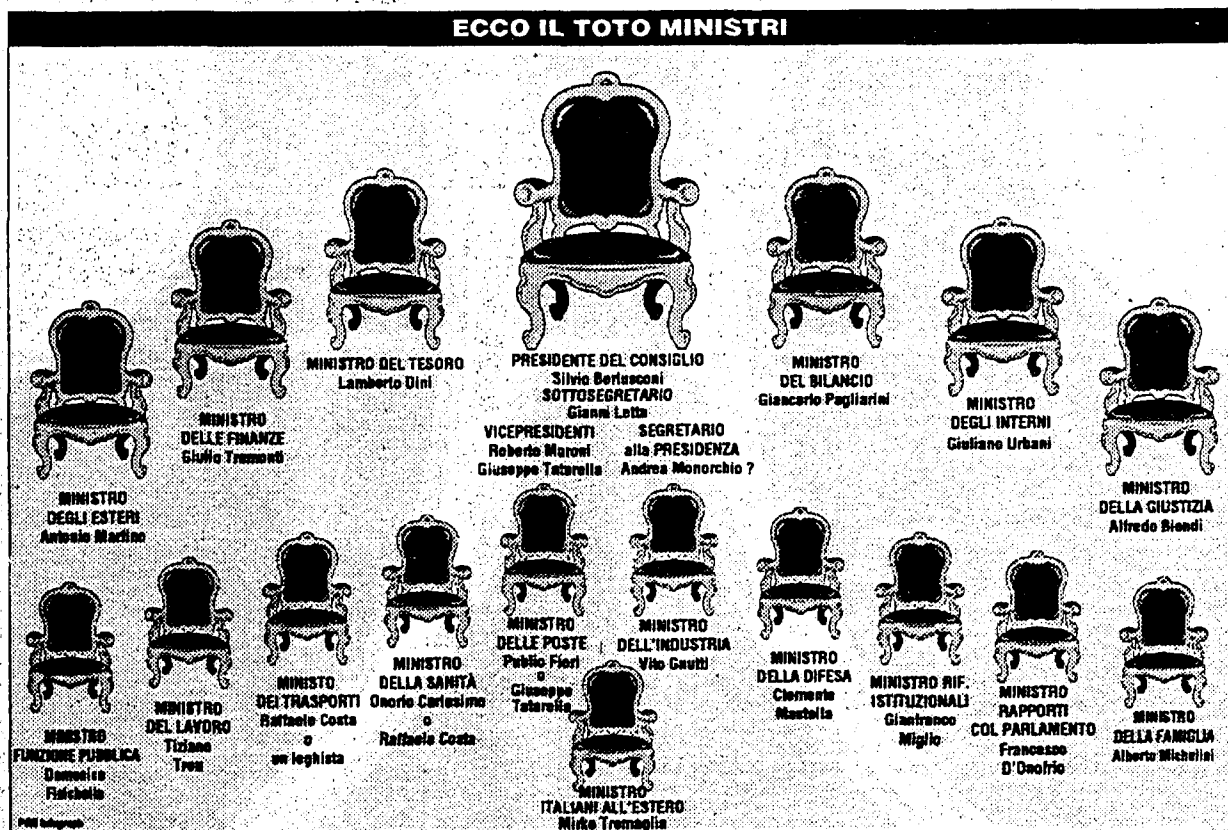 ECCO IL TOTO MINISTRI
PRESIDENTE DEL CONSIGLIO
Silvio Berlusconi
SOTTOSEGRETARIO
Gianni Letta
VICEPRESIDENTI
Roberto Maroni
Giuseppe Tatarella
SEGRETARIO
alla PRESIDENZA
Andrea Monorchio ?
MINISTRO DEL TESORO
Lamberto Dini
MINISTRO
DEL BILANCIO
Giancarlo Pagliarini
MINISTRO
DELLE FINANZE
Giulio Tremonti
MINISTRO
DEGLI INTERNI
Giuliano Urbani
MINISTRO
DEGLI ESTERI
Antonio Martino
MINISTRO
DELLA GIUSTIZIA
Alfredo Biondi
MINISTRO
FUNZIONE PUBBLICA
Domenico
Fisichella
MINISTRO
DEL LAVORO
Tiziano
Treu
MINISTO
DEI TRASPORTI
Raffaele Costa
o
un leghista
MINISTRO
DELLA SANITÀ
Onorio Carlesimo
o
Raffaele Costa
MINISTRO
DELLE POSTE
Publio Fiori
o
Giuseppe
Tatarella
MINISTRO
DELL'INDUSTRIA
Vito Gnutti
MINISTRO
DELLA DIFESA
Clemente
Mastella
MINISTRO RIF.
ISTITUZIONALI
Gianfranco
Miglio
MINISTRO
RAPPORTI
COL PARLAMENTO
Francesco
D'Onofrio
MINISTRO
DELLA FAMIGLIA
Alberto Michelini
MINISTRO
ITALIANI ALL'ESTERO
Mirko Tremaglia